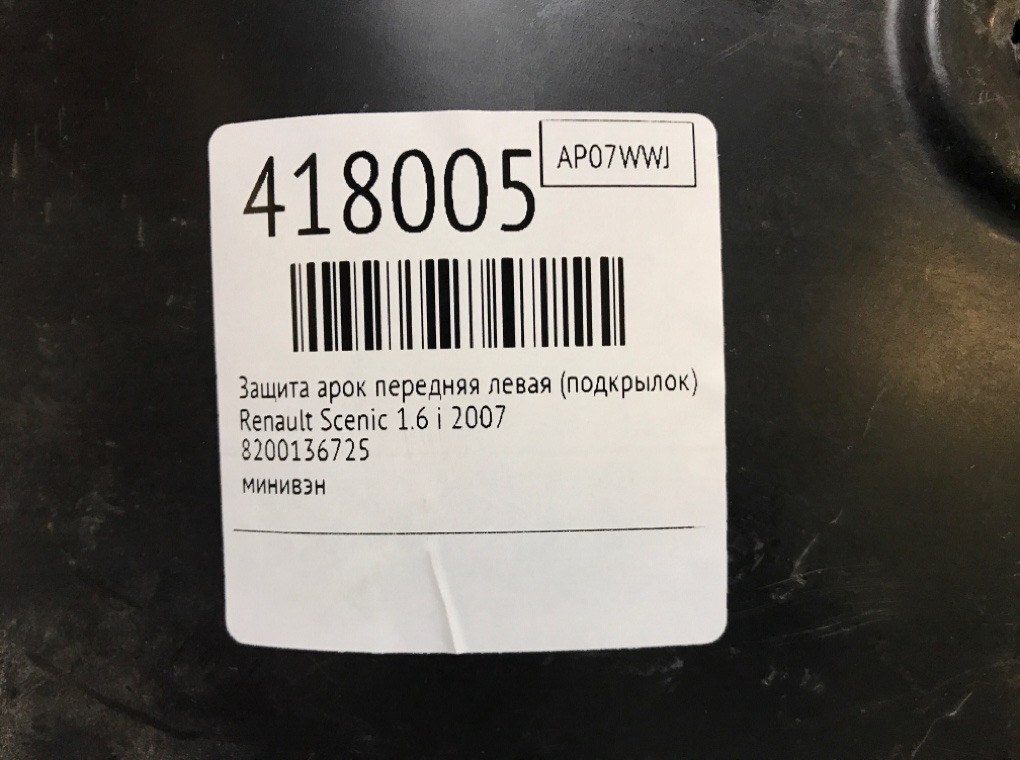 418005
AP07WWJ
Защита арок передняя левая (подкрылок)
Renault Scenic 1.6 i 2007
8200136725
минивэн